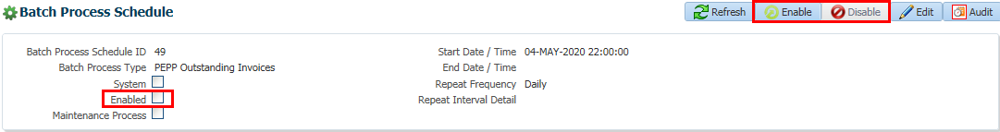 Batch Process Schedule Refresh Enable Disable Edit Audit
Batch Process Schedule ID 49 Start Date / Time 04-MAY-2020 22:00:00
Batch Process Type PEPP Outstanding Invoices End Date / Time
System Repeat Frequency Daily
Enabled Repeat Interval Detail
Maintenance Process